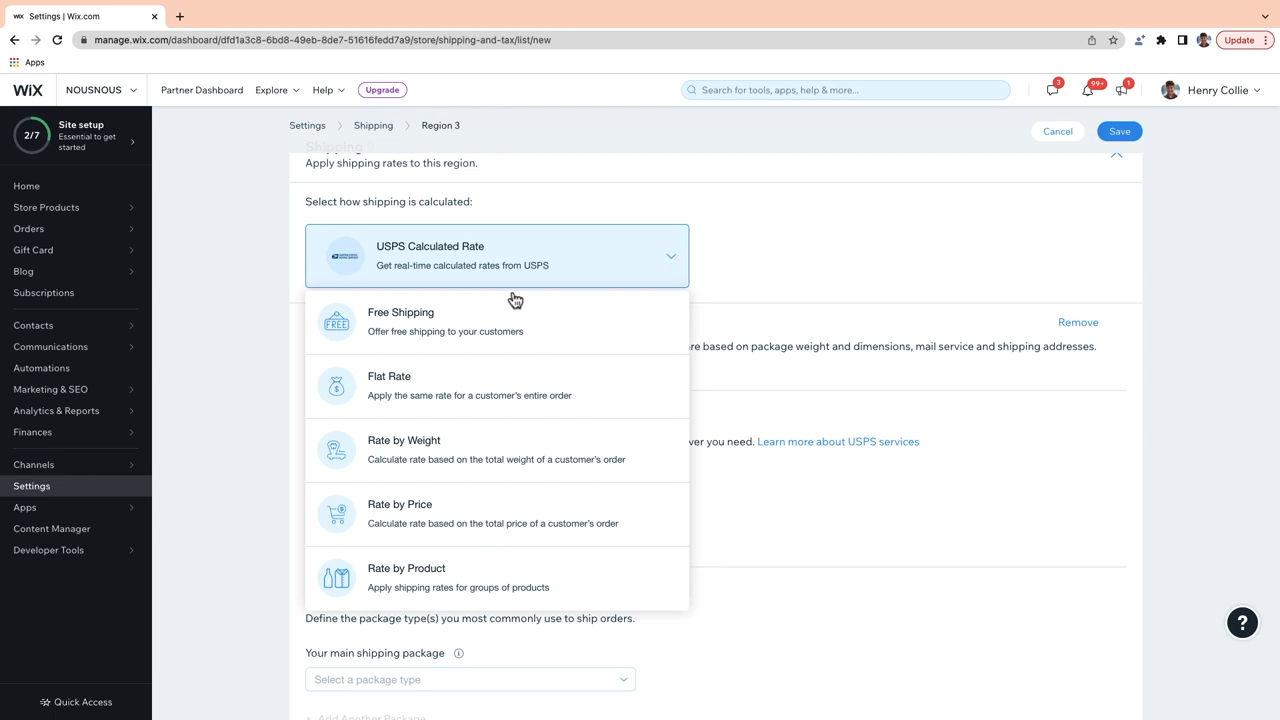 Settings | Wix.com
manage.wix.com/dashboard/dfd1a3c8-6bd8-49eb-8de7-51616fedd7a9/store/shipping-and-tax/list/new
Update
Apps
WiX
NOUSNOUS
Partner Dashboard
Explore
Help
Upgrade
Search for tools, apps, help & more...
3
99+
1
Henry Collie
2/7
Site setup
Essential to get
started
Home
Store Products
Orders
Gift Card
Blog
Subscriptions
Contacts
Communications
Automations
Marketing & SEO
Analytics & Reports
Finances
Channels
Settings
Apps
Content Manager
Developer Tools
Quick Access
Settings > Shipping > Region 3
Cancel
Save
Shipping
Apply shipping rates to this region.
Select how shipping is calculated:
USPS Calculated Rate
Get real-time calculated rates from USPS
FREE
Free Shipping
Offer free shipping to your customers
Flat Rate
Apply the same rate for a customer's entire order
Rate by Weight
Calculate rate based on the total weight of a customer's order
Rate by Price
Calculate rate based on the total price of a customer's order
Rate by Product
Apply shipping rates for groups of products
Remove
re based on package weight and dimensions, mail service and shipping addresses.
ver you need. Learn more about USPS services
Define the package type(s) you most commonly use to ship orders.
Your main shipping package
Select a package type
+ Add Another Package
?